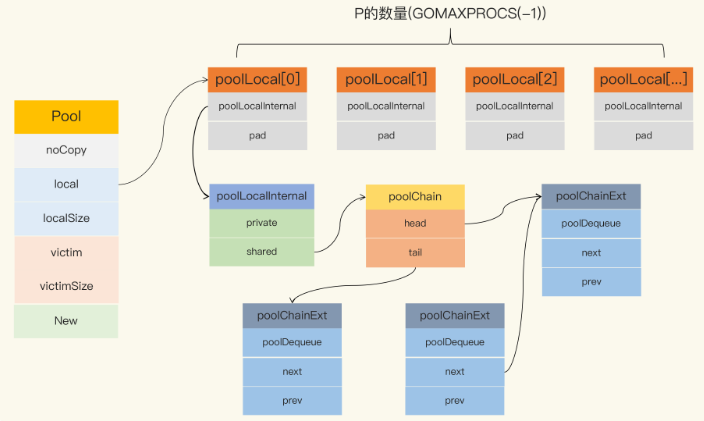 P的数量(GOMAXPROCS(-1))
poolLocal[0]
poolLocalInternal
pad
poolLocal[1]
poolLocalInternal
pad
poolLocal[2]
poolLocalInternal
pad
poolLocal[...]
poolLocalInternal
pad
Pool
noCopy
local
localSize
victim
victimSize
New
poolLocalInternal
private
shared
poolChain
head
tail
poolChainExt
poolDequeue
next
prev
poolChainExt
poolDequeue
next
prev
poolChainExt
poolDequeue
next
prev